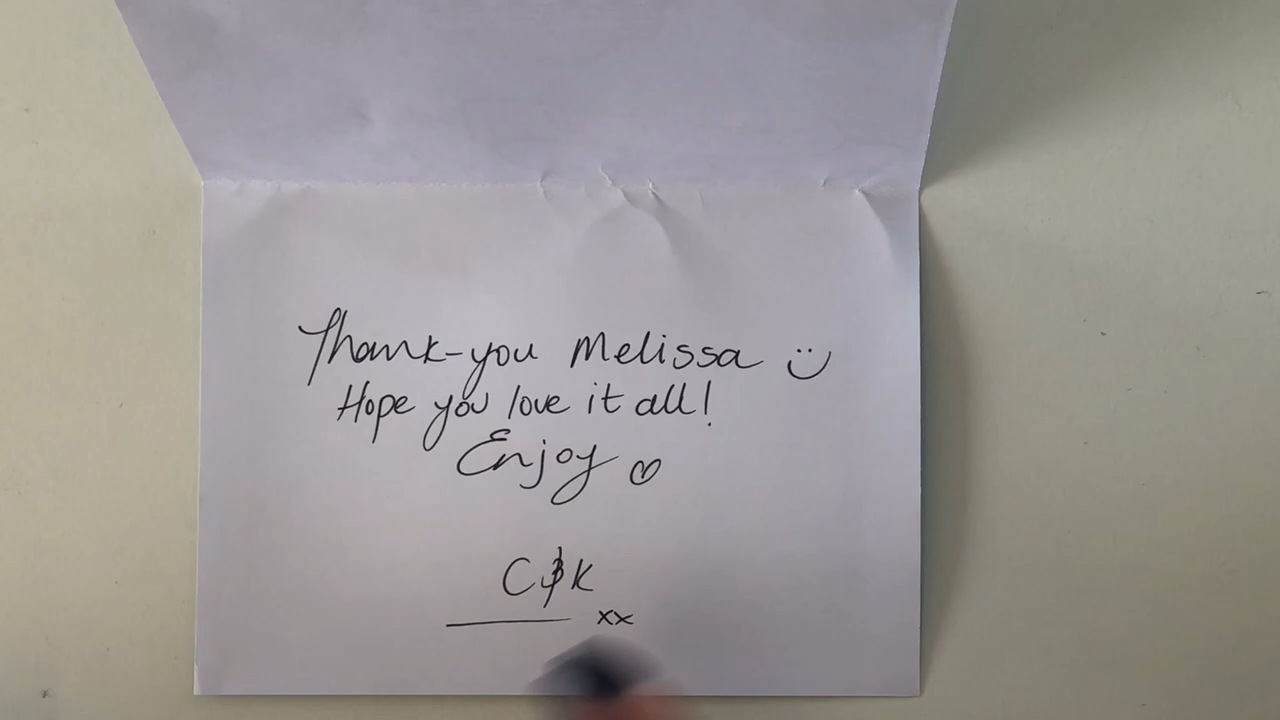 Thank-you Melissa :)
Hope you love it all!
Enjoy ♡
C & K
xx